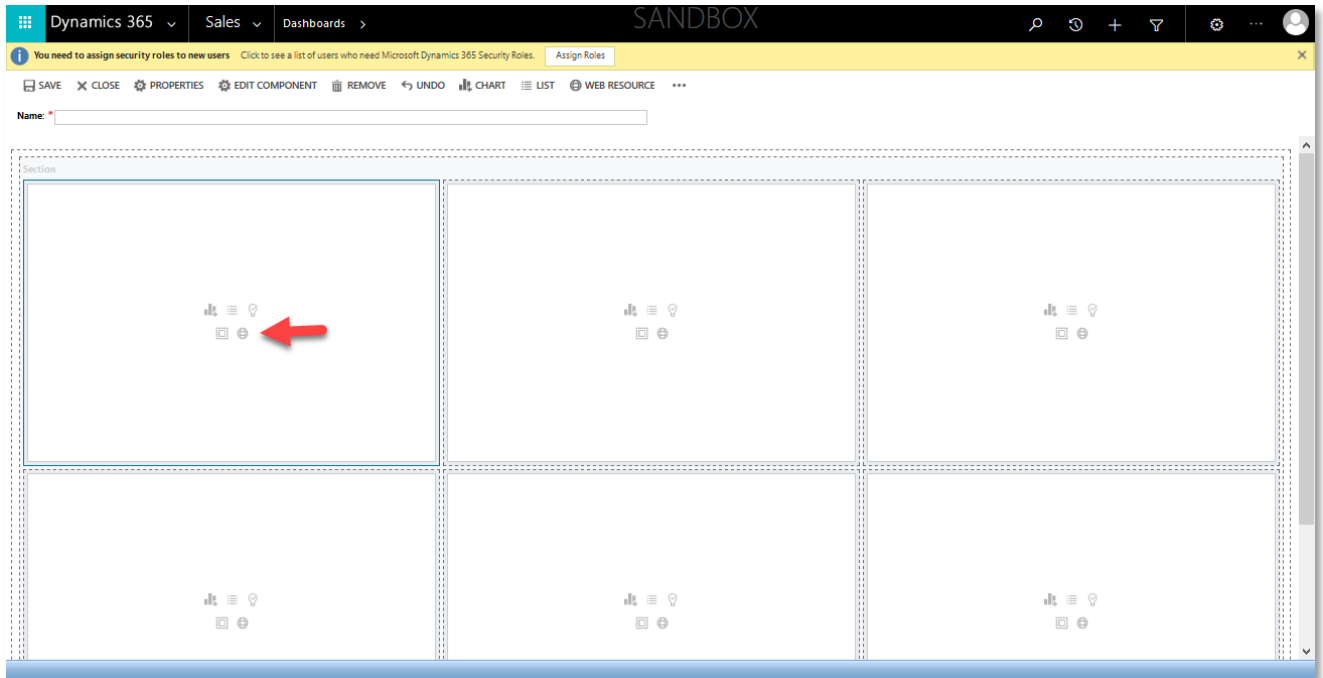 Dynamics 365 Sales Dashboards > SANDBOX
You need to assign security roles to new users Click to see a list of users who need Microsoft Dynamics 365 Security Roles. Assign Roles
SAVE CLOSE PROPERTIES EDIT COMPONENT REMOVE UNDO CHART LIST WEB RESOURCE
Name: *
Section